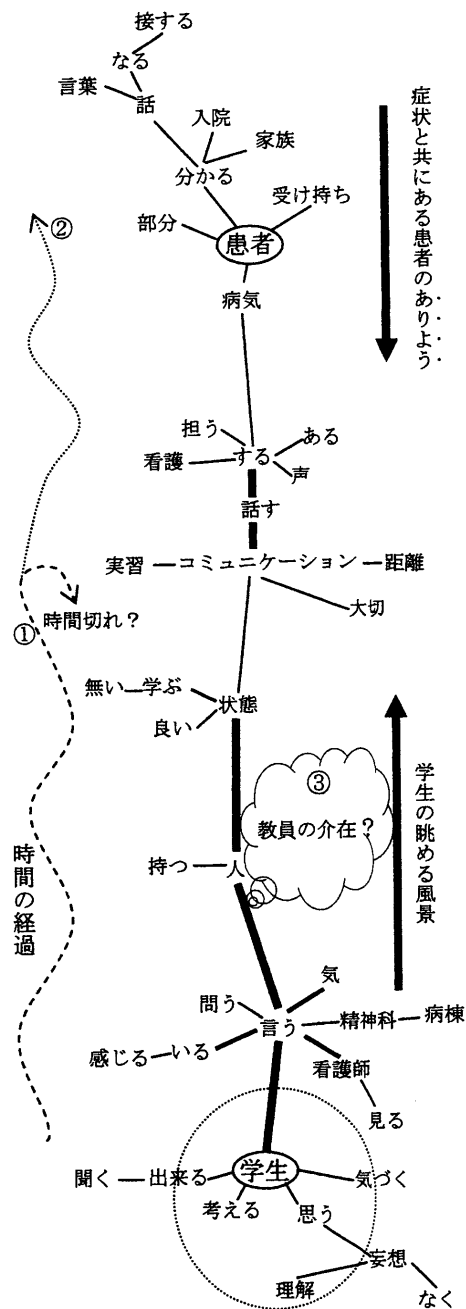 接する
なる
言葉
話
入院
家族
分かる
受け持ち
部分
患者
病気
症状と共にある患者のありよう
②
担う
ある
看護
する
声
話す
実習
コミュニケーション
距離
大切
時間切れ？
①
無い
学ぶ
状態
良い
③
教員の介在？
持つ
人
学生の眺める風景
時間の経過
気
問う
言う
精神科
病棟
感じる
いる
看護師
見る
学生
聞く
出来る
気づく
考える
思う
妄想
理解
なく